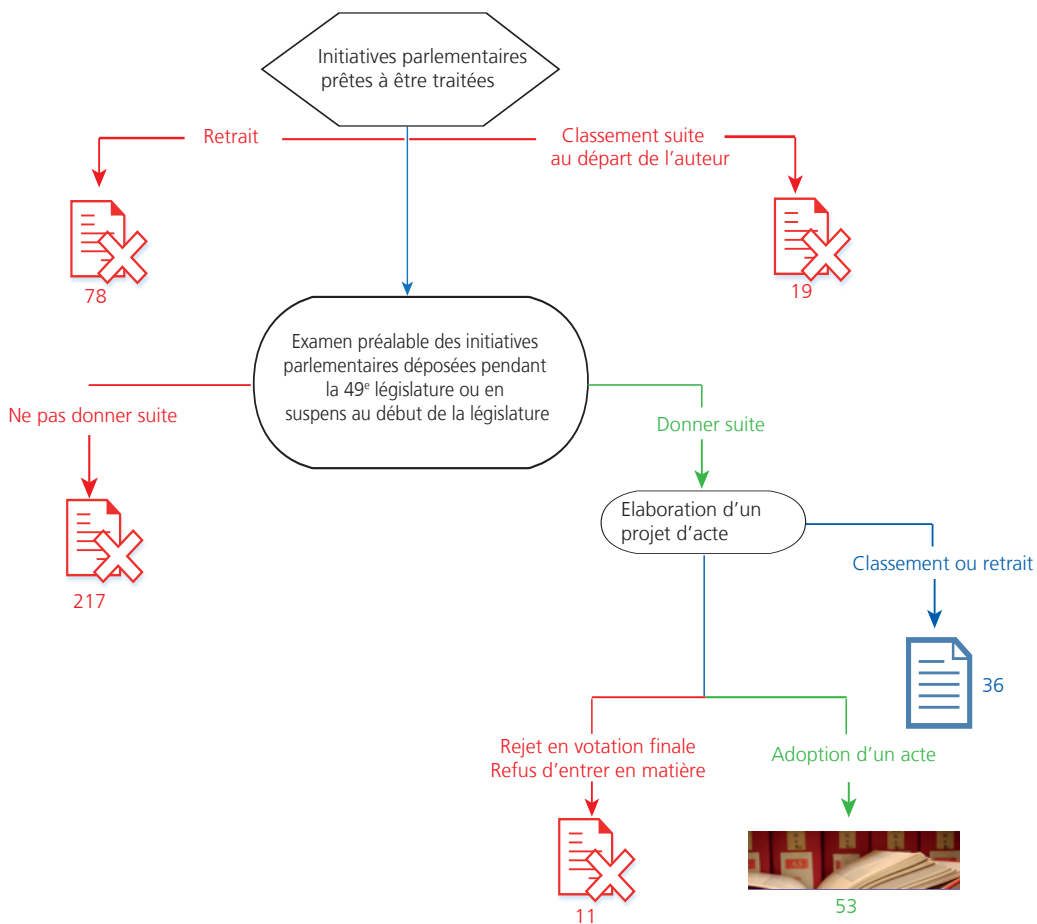 Initiatives parlementaires
prêtes à être traitées
Retrait
Classement suite
au départ de l’auteur
78
19
Examen préalable des initiatives
parlementaires déposées pendant
la 49e législature ou en
suspens au début de la législature
Ne pas donner suite
Donner suite
217
Elaboration d’un
projet d’acte
Classement ou retrait
36
Rejet en votation finale
Refus d’entrer en matière
Adoption d’un acte
11
53